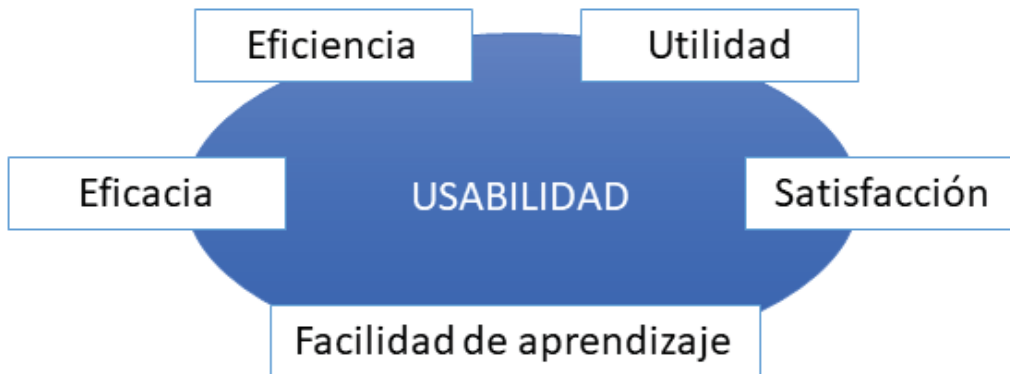 Eficiencia
Utilidad
Eficacia
USABILIDAD
Satisfacción
Facilidad de aprendizaje